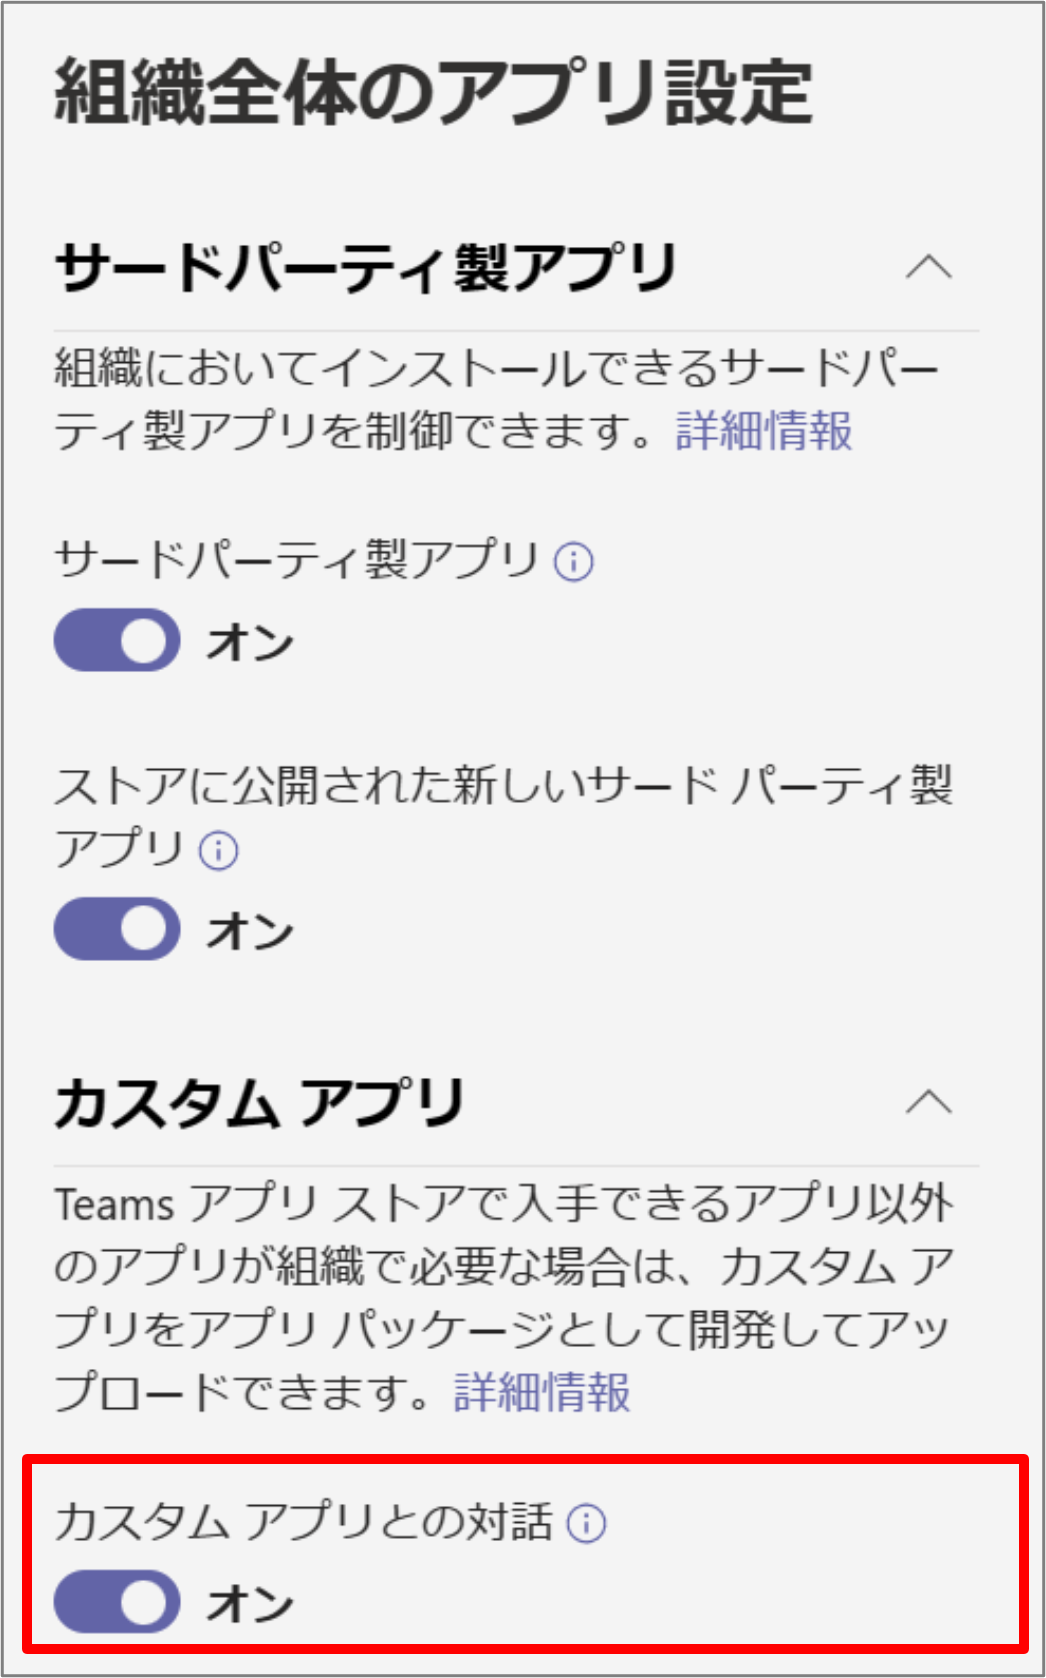 組織全体のアプリ設定
サードパーティ製アプリ
組織においてインストールできるサードパー
ティ製アプリを制御できます。詳細情報
サードパーティ製アプリ
オン
ストアに公開された新しいサード パーティ製
アプリ
オン
カスタム アプリ
Teams アプリ ストアで入手できるアプリ以外
のアプリが組織で必要な場合は、カスタム ア
プリをアプリ パッケージとして開発してアッ
プロードできます。詳細情報
カスタム アプリとの対話
オン